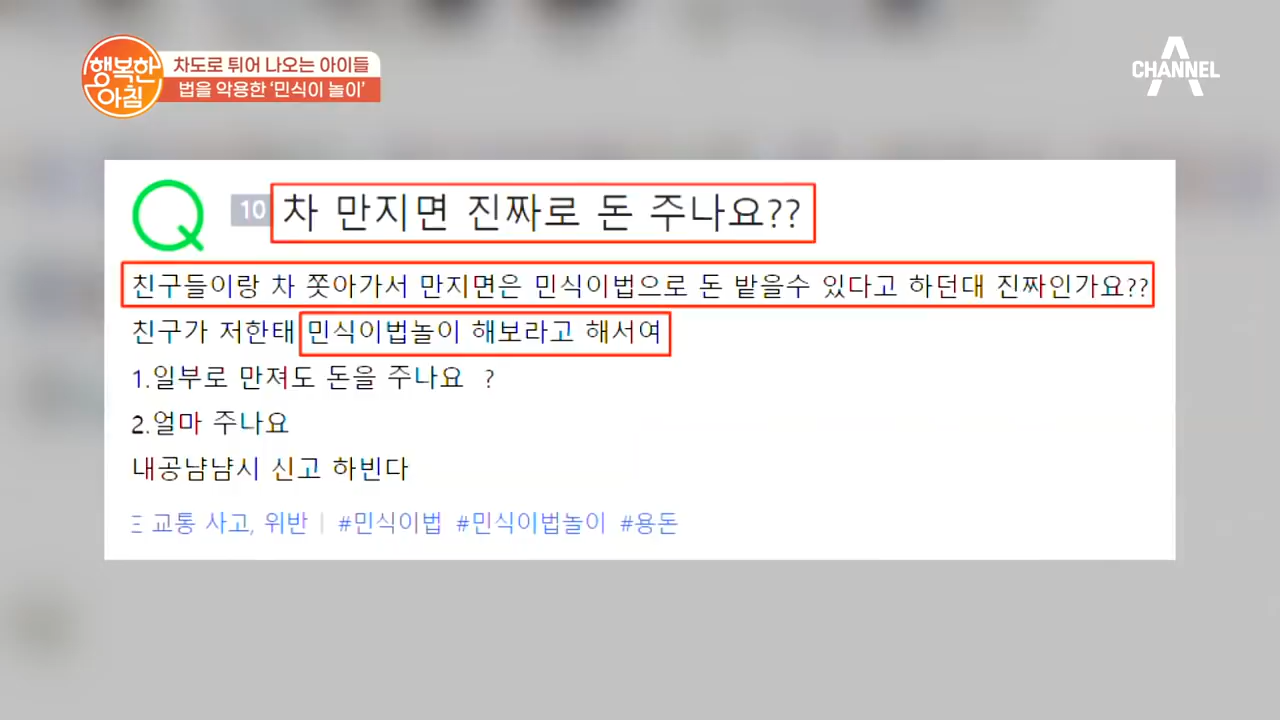 행복한
아침
차도로 튀어 나오는 아이들
법을 악용한 ‘민식이 놀이’
CHANNEL A
Q 10 차 만지면 진짜로 돈 주나요??
친구들이랑 차 쫓아가서 만지면은 민식이법으로 돈 밭을수 있다고 하던대 진짜인가요??
친구가 저한태 민식이법놀이 해보라고 해서여
1.일부로 만져도 돈을 주나요 ?
2.얼마 주나요
내공냠냠시 신고 하빈다
교통 사고, 위반 | #민식이법 #민식이법놀이 #용돈